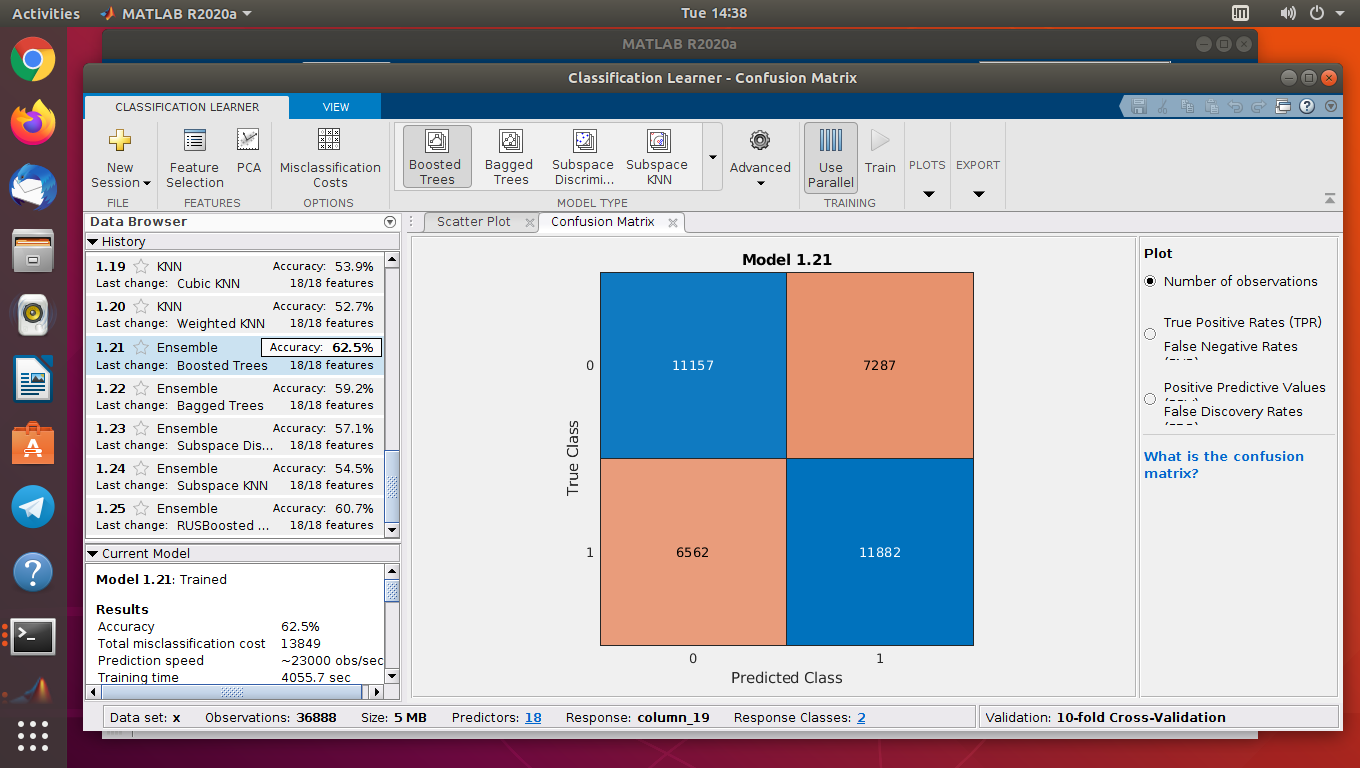 Activities
MATLAB R2020a
Tue 14:38
MATLAB R2020a
Classification Learner - Confusion Matrix
CLASSIFICATION LEARNER
VIEW
New
Session
FILE
Feature
Selection
PCA
FEATURES
Misclassification
Costs
OPTIONS
Boosted
Trees
Bagged
Trees
Subspace
Discrimi...
Subspace
KNN
MODEL TYPE
Advanced
Use
Parallel
Train
TRAINING
PLOTS
EXPORT
Data Browser
History
1.19 KNN Accuracy: 53.9%
Last change: Cubic KNN 18/18 features
1.20 KNN Accuracy: 52.7%
Last change: Weighted KNN 18/18 features
1.21 Ensemble Accuracy: 62.5%
Last change: Boosted Trees 18/18 features
1.22 Ensemble Accuracy: 59.2%
Last change: Bagged Trees 18/18 features
1.23 Ensemble Accuracy: 57.1%
Last change: Subspace Dis... 18/18 features
1.24 Ensemble Accuracy: 54.5%
Last change: Subspace KNN 18/18 features
1.25 Ensemble Accuracy: 60.7%
Last change: RUSBoosted ... 18/18 features
Current Model
Model 1.21: Trained
Results
Accuracy 62.5%
Total misclassification cost 13849
Prediction speed ~23000 obs/sec
Training time 4055.7 sec
Scatter Plot
Confusion Matrix
Model 1.21
0
11157
7287
True Class
1
6562
11882
0
1
Predicted Class
Plot
Number of observations
True Positive Rates (TPR)
False Negative Rates
Positive Predictive Values
False Discovery Rates
What is the confusion
matrix?
Data set: x Observations: 36888 Size: 5 MB Predictors: 18 Response: column_19 Response Classes: 2
Validation: 10-fold Cross-Validation